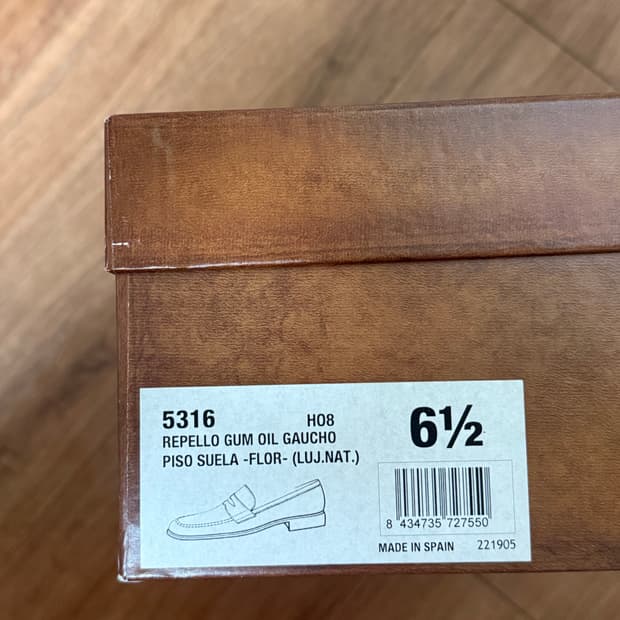 5316 HO8 6½
REPELLO GUM OIL GAUCHO
PISO SUELA -FLOR- (LUJ.NAT.)
8 434735 727550
MADE IN SPAIN 221905